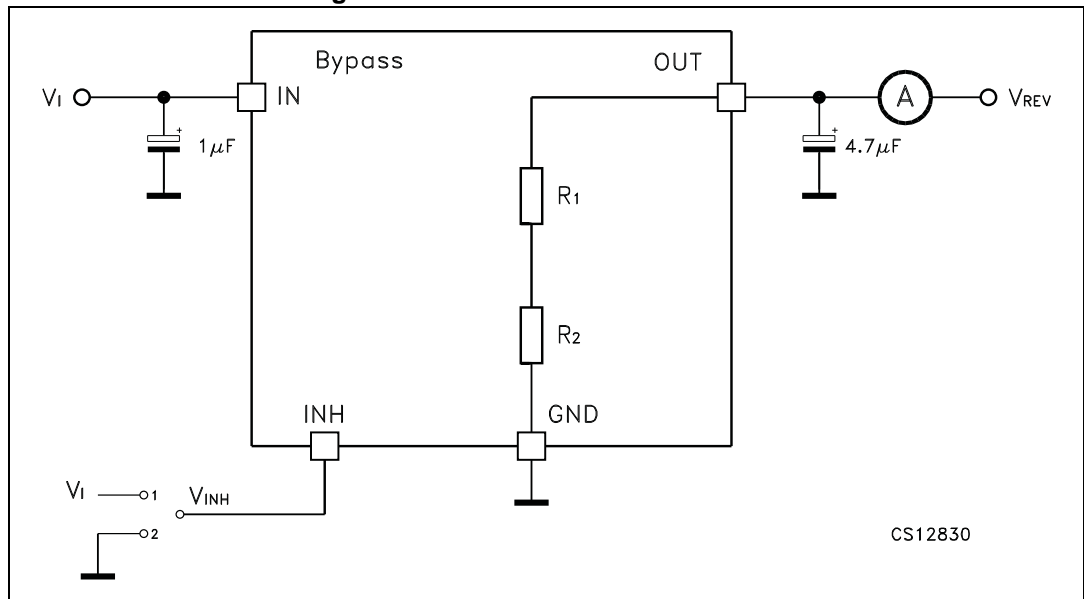 Bypass
OUT
VI
IN
A
VREV
+
1μF
+
4.7μF
R1
R2
INH
GND
VI
1
VINH
2
CS12830